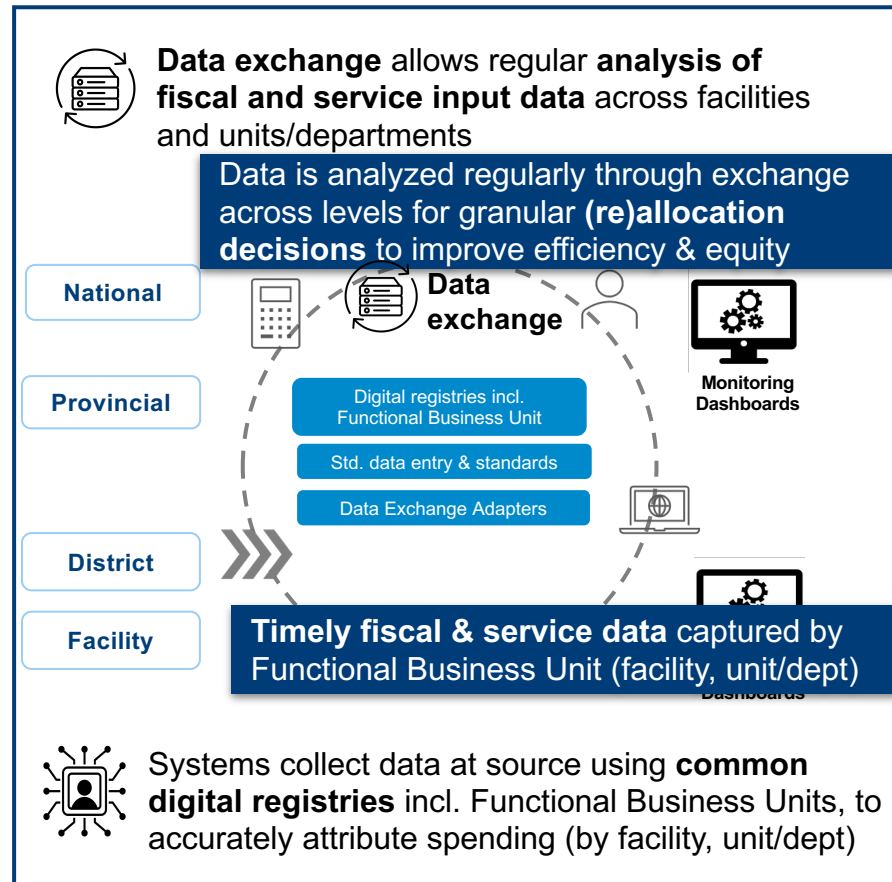 Data exchange allows regular analysis of
fiscal and service input data across facilities
and units/departments
Data is analyzed regularly through exchange
across levels for granular (re)allocation
decisions to improve efficiency & equity
National
Data
exchange
Monitoring
Dashboards
Provincial
Digital registries incl.
Functional Business Unit
Std. data entry & standards
Data Exchange Adapters
District
Facility
Timely fiscal & service data captured by
Functional Business Unit (facility, unit/dept)
Dashboards
Systems collect data at source using common
digital registries incl. Functional Business Units, to
accurately attribute spending (by facility, unit/dept)